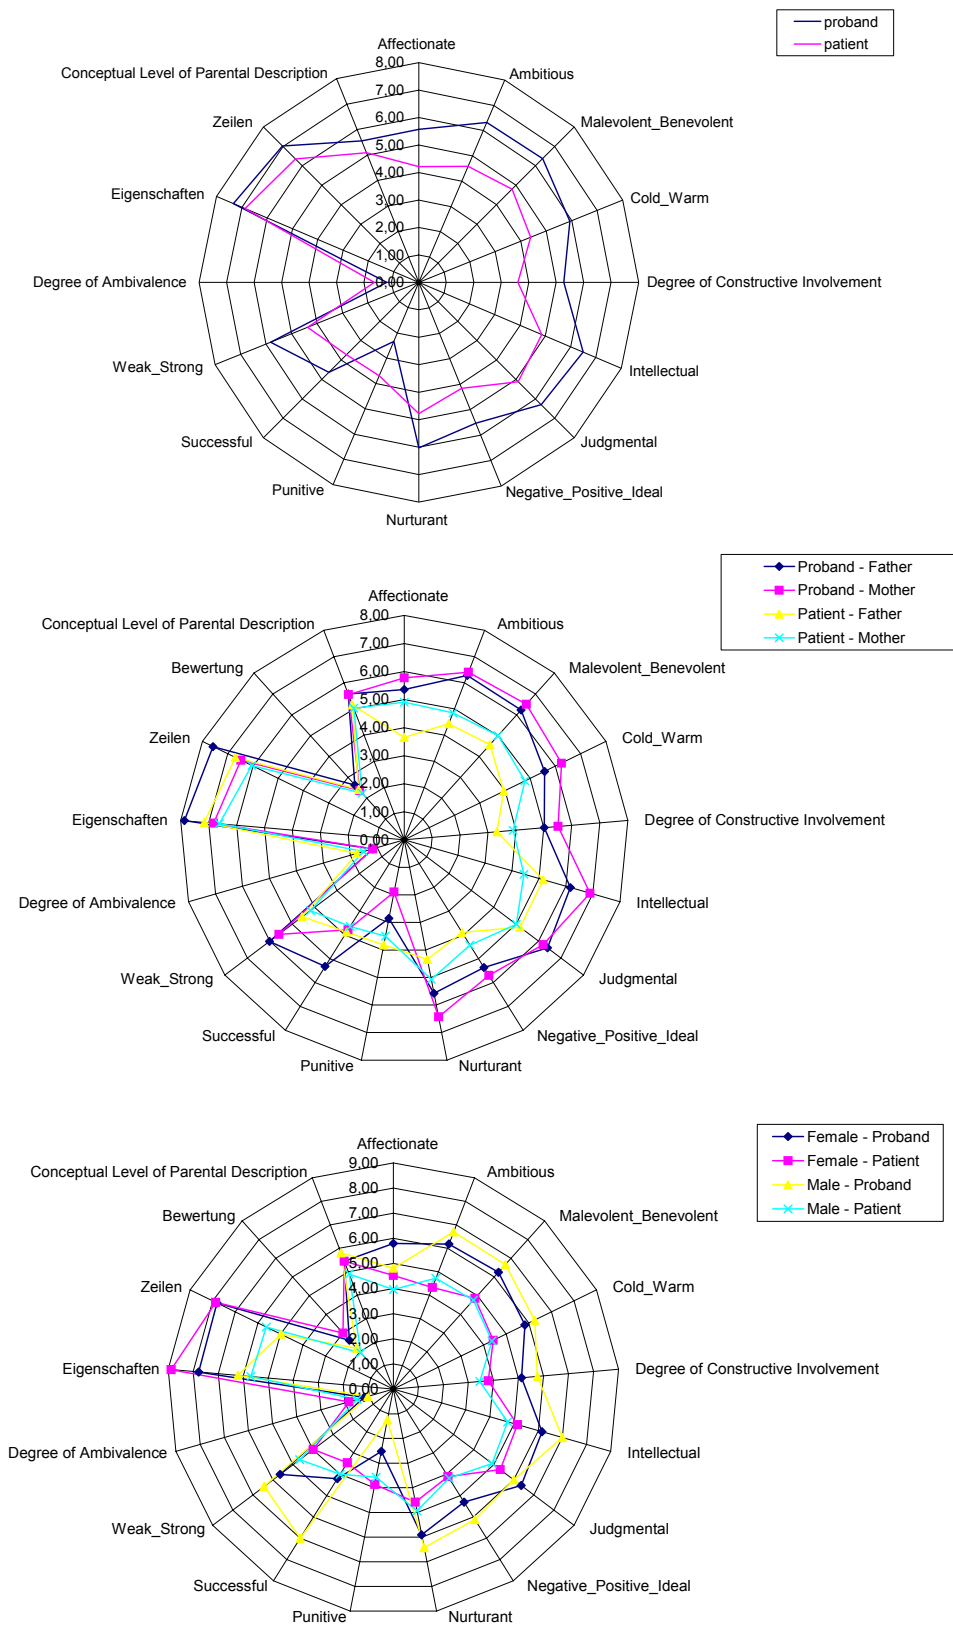 proband
patient
Affectionate
8,00
Conceptual Level of Parental Description
Ambitious
7,00
Zeilen
6,00
Malevolent_Benevolent
5,00
4,00
Eigenschaften
3,00
Cold_Warm
2,00
1,00
Degree of Ambivalence
0,00
Degree of Constructive Involvement
Weak_Strong
Intellectual
Successful
Judgmental
Punitive
Negative_Positive_Ideal
Nurturant
Proband - Father
Proband - Mother
Patient - Father
Patient - Mother
Affectionate
8,00
Conceptual Level of Parental Description
Ambitious
7,00
Bewertung
6,00
Malevolent_Benevolent
5,00
Zeilen
4,00
Cold_Warm
3,00
2,00
Eigenschaften
1,00
Degree of Constructive Involvement
0,00
Degree of Ambivalence
Intellectual
Weak_Strong
Judgmental
Successful
Negative_Positive_Ideal
Punitive
Nurturant
Female - Proband
Female - Patient
Male - Proband
Male - Patient
Affectionate
9,00
Conceptual Level of Parental Description
Ambitious
8,00
Bewertung
7,00
Malevolent_Benevolent
6,00
5,00
Zeilen
4,00
Cold_Warm
3,00
2,00
Eigenschaften
1,00
Degree of Constructive Involvement
0,00
Degree of Ambivalence
Intellectual
Weak_Strong
Judgmental
Successful
Negative_Positive_Ideal
Punitive
Nurturant